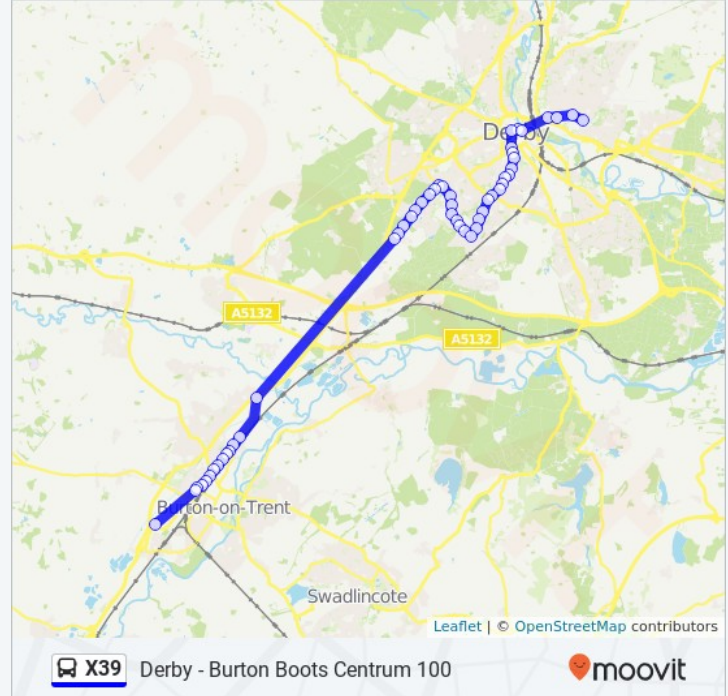 Derby
A5132
A5132
Burton-on-Trent
Swadlincote
Leaflet | © OpenStreetMap contributors
X39 Derby - Burton Boots Centrum 100 moovit